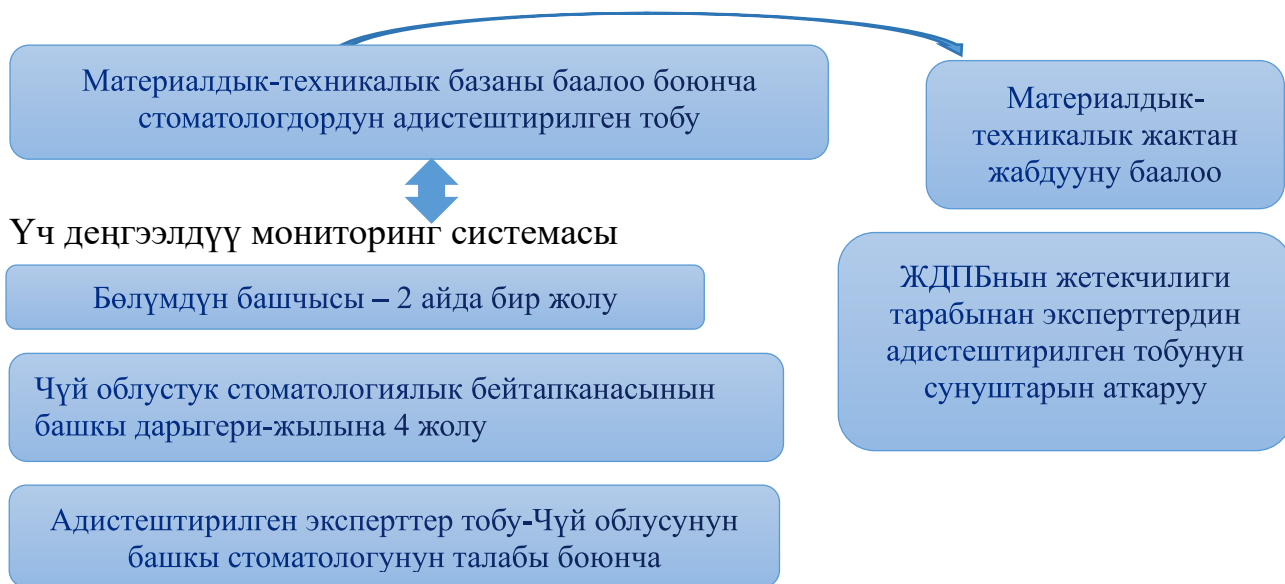 Материалдык-техникалык базаны баалоо боюнча
стоматологдордун адистештирилген тобу
Материалдык-
техникалык жактан
жабдууну баалоо
Үч деңгээлдүү мониторинг системасы
Бөлүмдүн башчысы – 2 айда бир жолу
Чүй облустук стоматологиялык бейтапканасынын
башкы дарыгери-жылына 4 жолу
Адистештирилген эксперттер тобу-Чүй облусунун
башкы стоматологунун талабы боюнча
ЖДПБнын жетекчилиги
тарабынан эксперттердин
адистештирилген тобунун
сунуштарын аткаруу